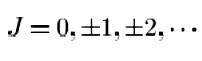 J = 0, ±1, ±2, ⋯